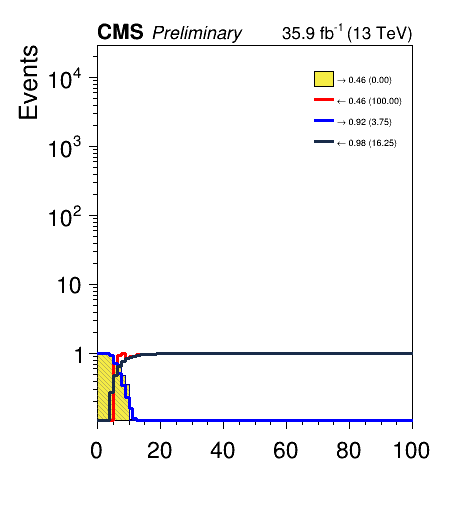 CMS Preliminary 35.9 fb⁻¹ (13 TeV)
Events
→ 0.46 (0.00)
← 0.46 (100.00)
→ 0.92 (3.75)
← 0.98 (16.25)
10⁴
10³
10²
10
1
0 20 40 60 80 100